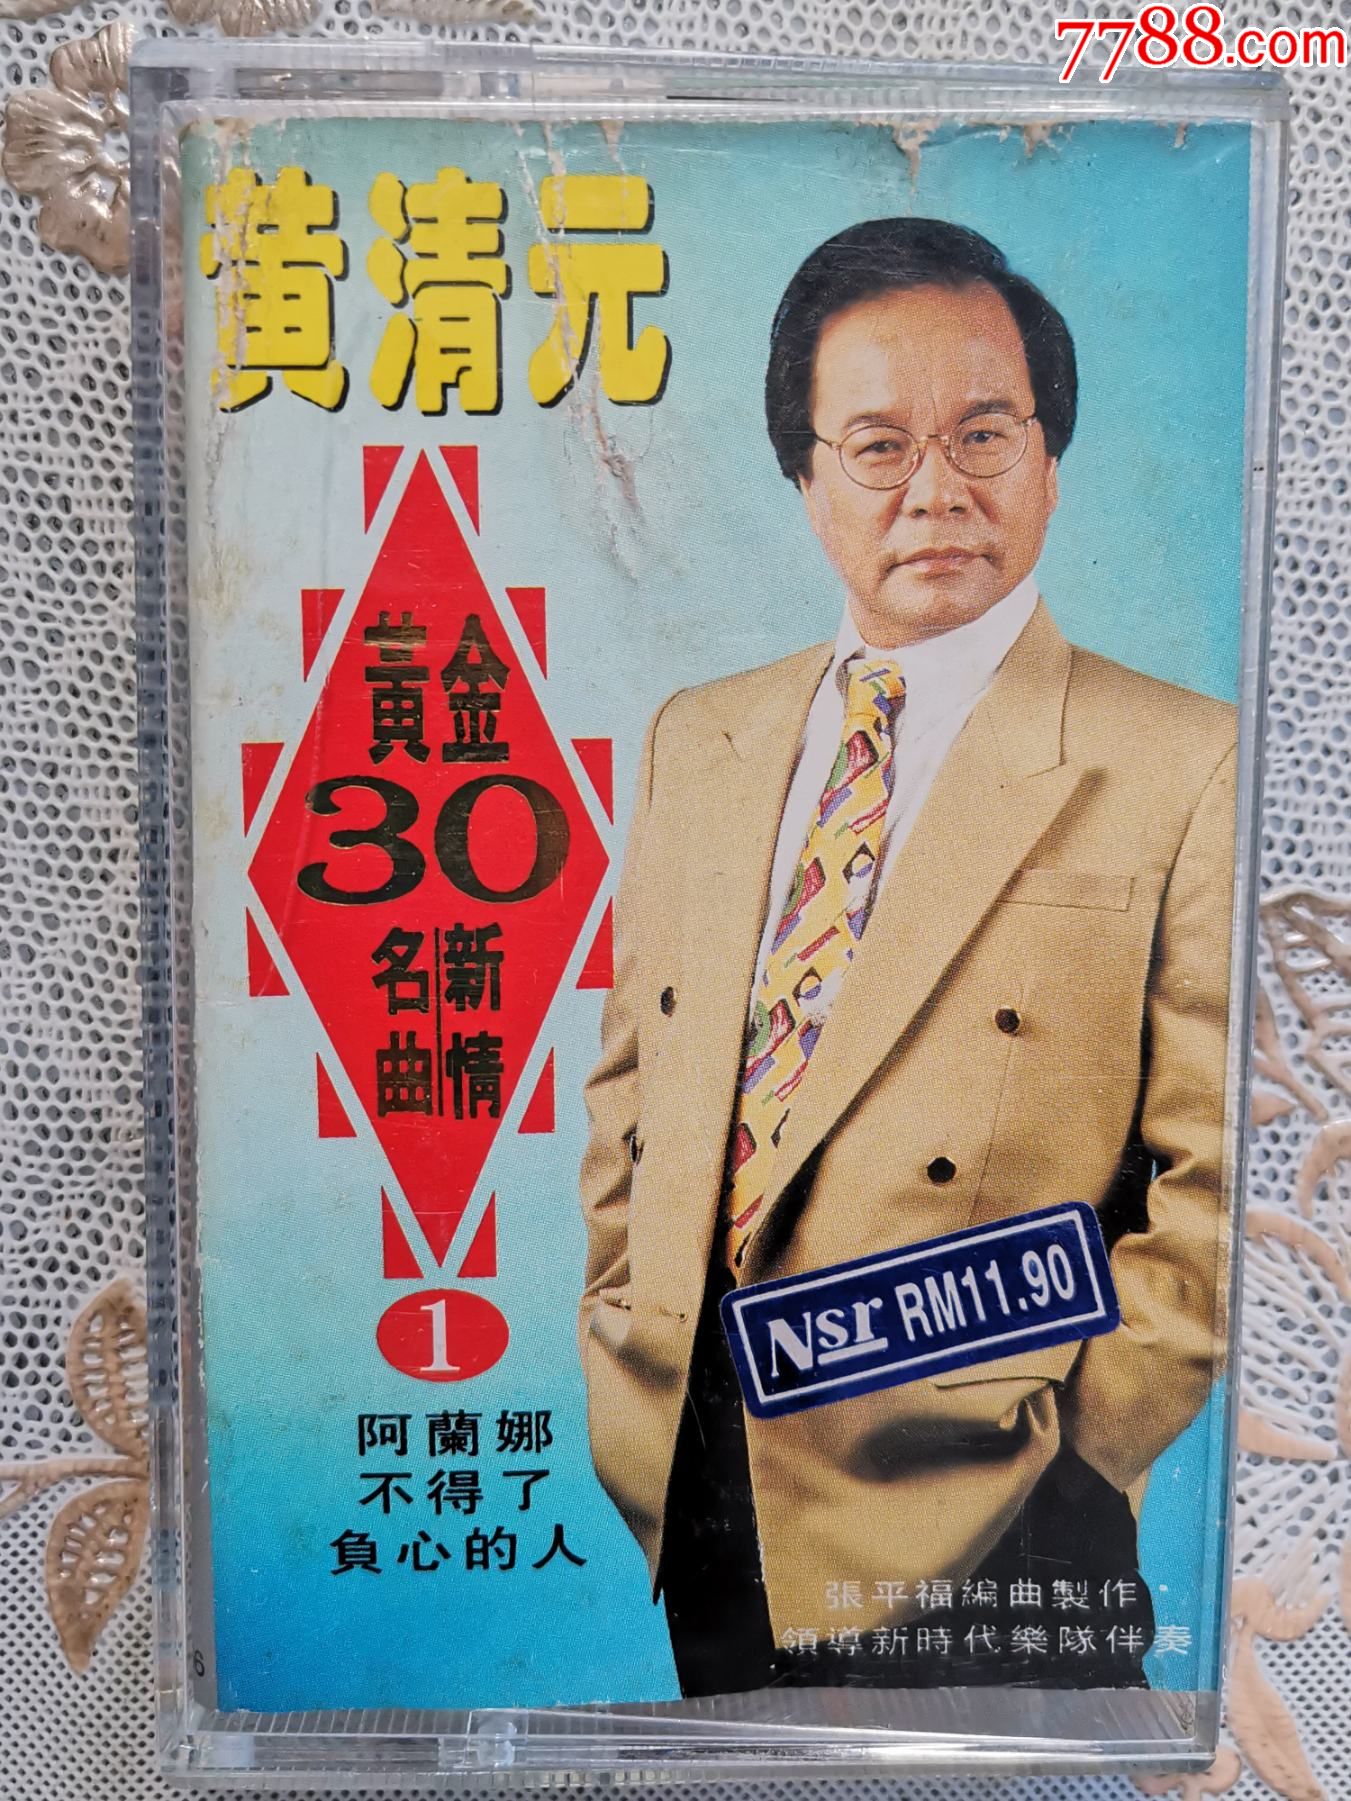 7788.com
黄清元
黃金
30
新情
名曲
1
阿蘭娜
不得了
負心的人
Nsr RM11.90
張平福編曲製作
領導新時代樂隊伴奏
6